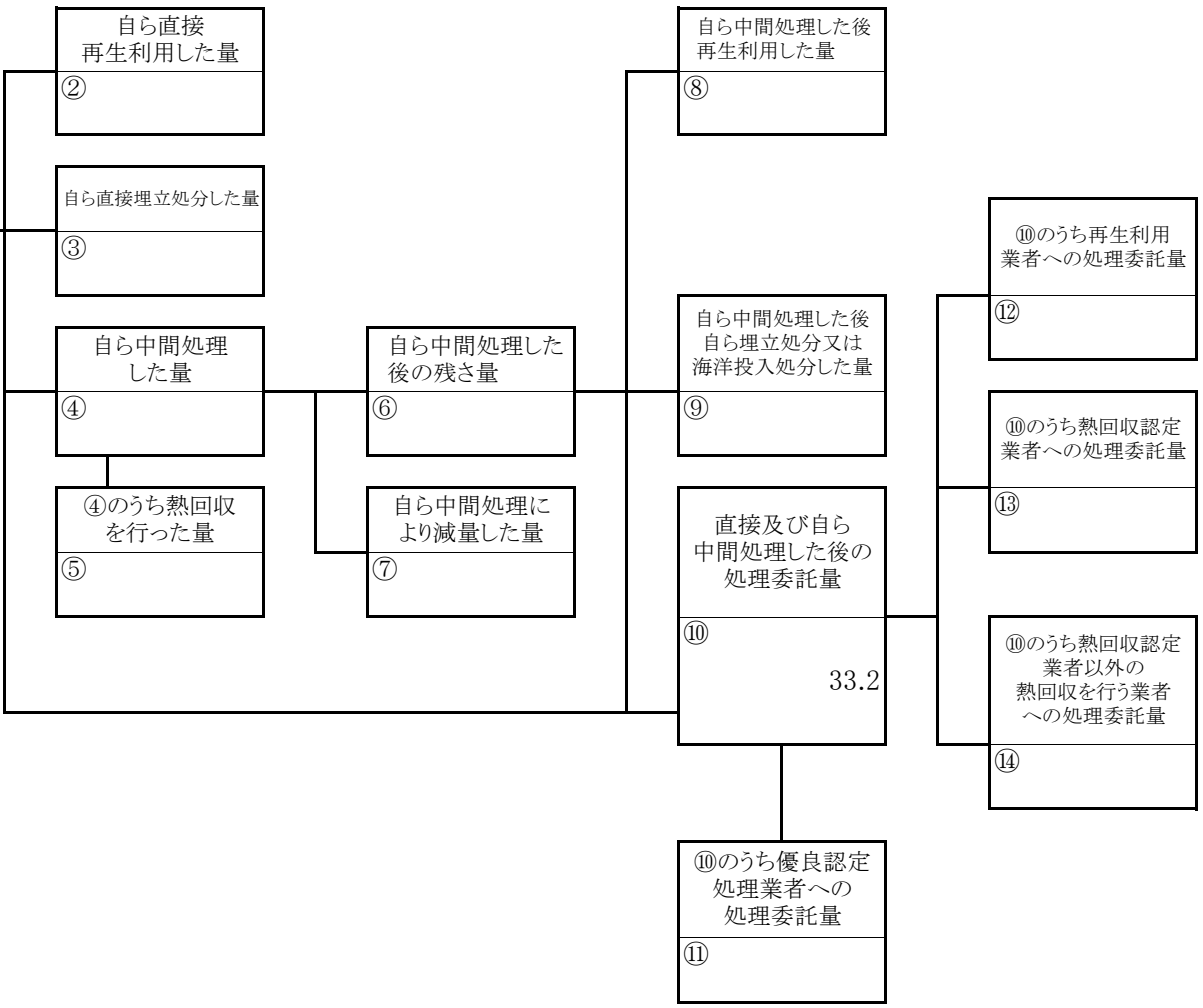 自ら直接
再生利用した量
②
自ら直接埋立処分した量
③
自ら中間処理
した量
④
④のうち熱回収
を行った量
⑤
自ら中間処理した
後の残さ量
⑥
自ら中間処理に
より減量した量
⑦
自ら中間処理した後
再生利用した量
⑧
自ら中間処理した後
自ら埋立処分又は
海洋投入処分した量
⑨
直接及び自ら
中間処理した後の
処理委託量
⑩
33.2
⑩のうち優良認定
処理業者への
処理委託量
⑪
⑩のうち再生利用
業者への処理委託量
⑫
⑩のうち熱回収認定
業者への処理委託量
⑬
⑩のうち熱回収認定
業者以外の
熱回収を行う業者
への処理委託量
⑭